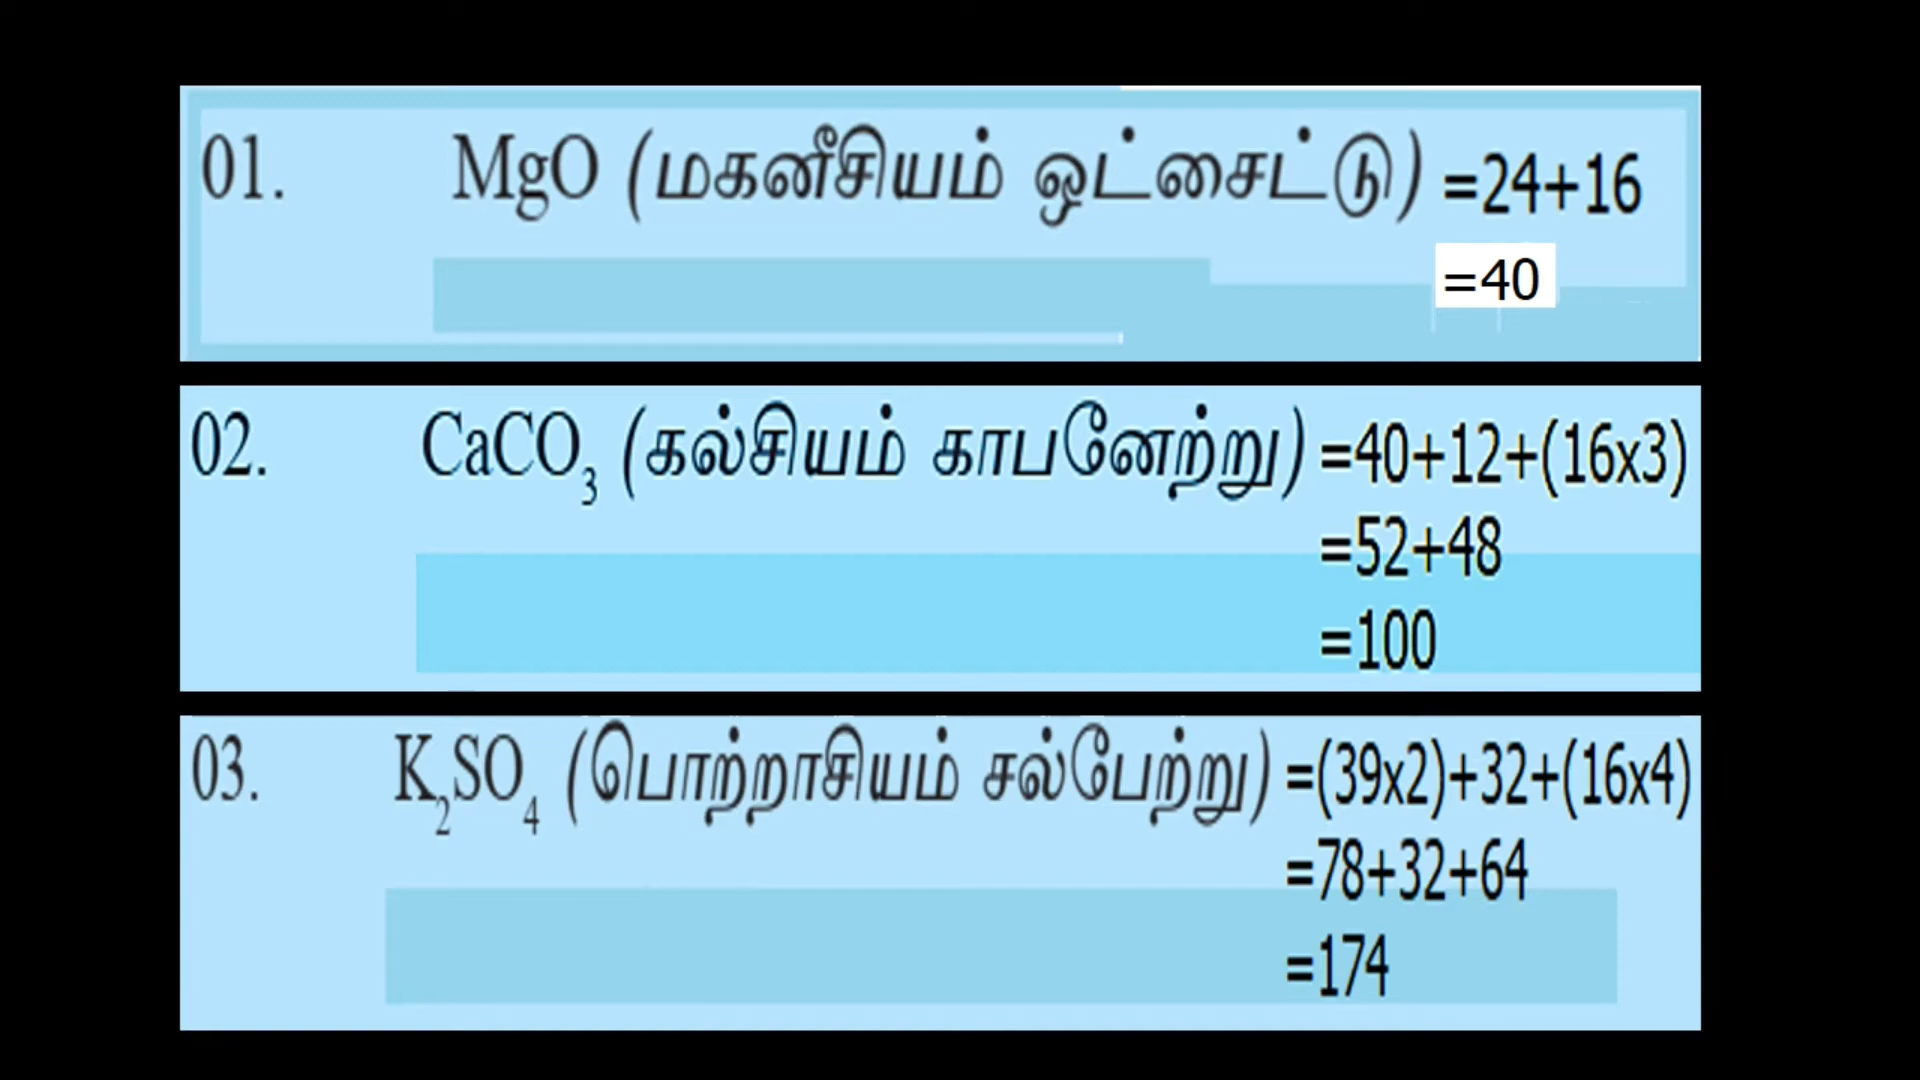 01. MgO (மகனீசியம் ஒட்சைட்டு) =24+16
=40
02. CaCO₃ (கல்சியம் காபனேற்று) =40+12+(16x3)
=52+48
=100
03. K₂SO₄ (பொற்றாசியம் சல்பேற்று) =(39x2)+32+(16x4)
=78+32+64
=174